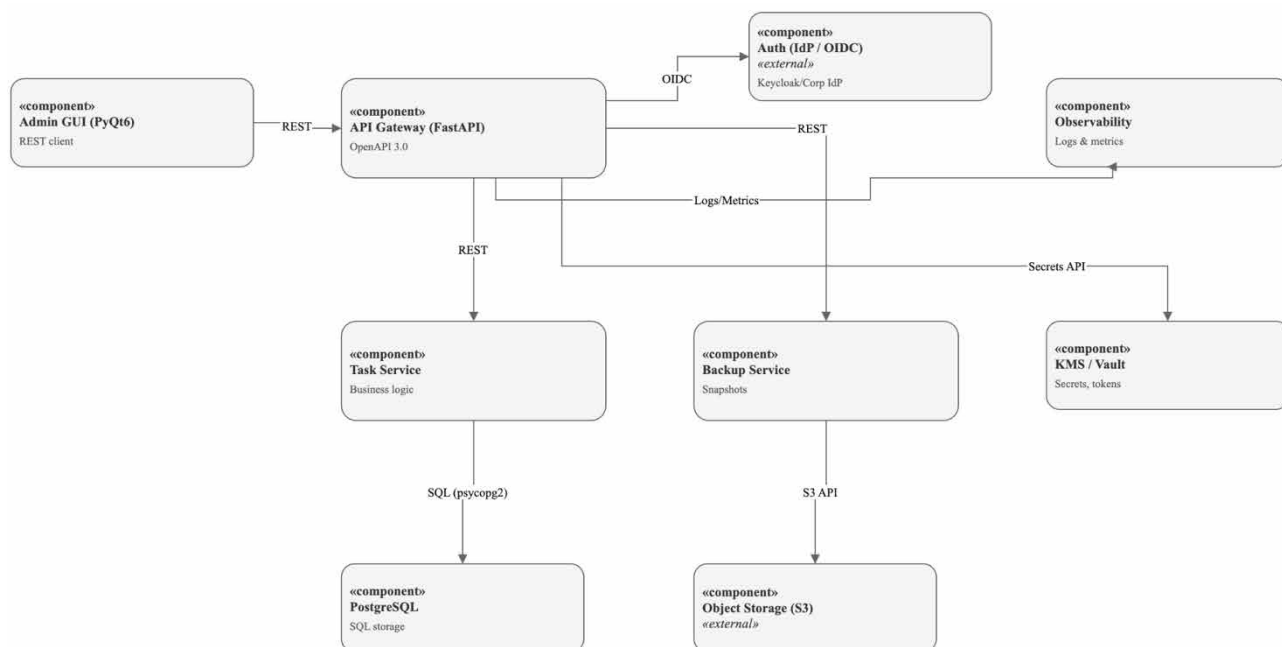 «component»
Auth (IdP / OIDC)
«external»
Keycloak/Corp IdP
OIDC
«component»
Admin GUI (PyQt6)
REST client
REST
«component»
API Gateway (FastAPI)
OpenAPI 3.0
REST
«component»
Observability
Logs & metrics
Logs/Metrics
REST
Secrets API
«component»
Task Service
Business logic
«component»
Backup Service
Snapshots
«component»
KMS / Vault
Secrets, tokens
SQL (psycopg2)
S3 API
«component»
PostgreSQL
SQL storage
«component»
Object Storage (S3)
«external»